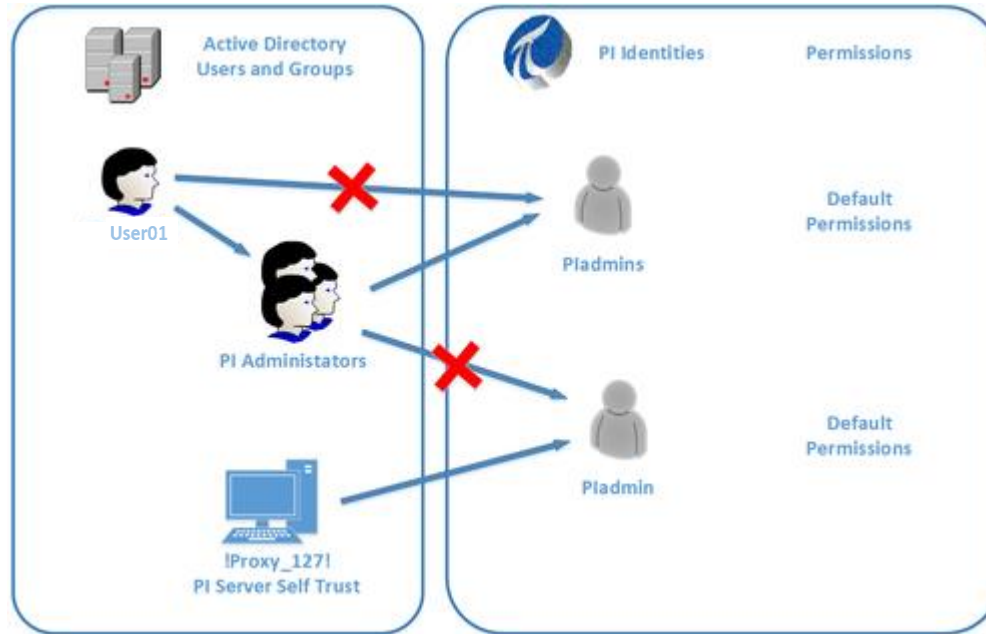 Active Directory
Users and Groups
PI Identities
Permissions
User01
PIadmins
Default
Permissions
PI Administators
PIadmin
Default
Permissions
!Proxy_127!
PI Server Self Trust